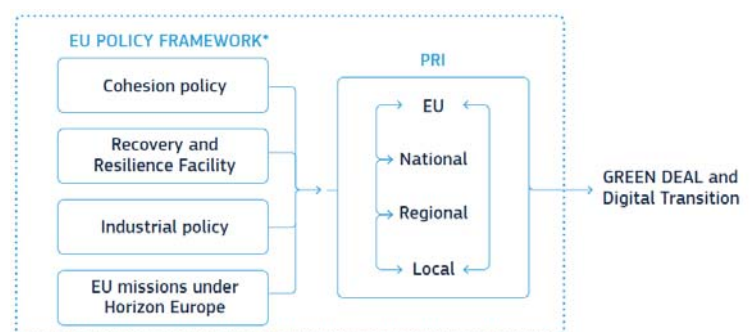 EU POLICY FRAMEWORK*
Cohesion policy
Recovery and
Resilience Facility
Industrial policy
EU missions under
Horizon Europe
PRI
EU
National
Regional
Local
GREEN DEAL and
Digital Transition